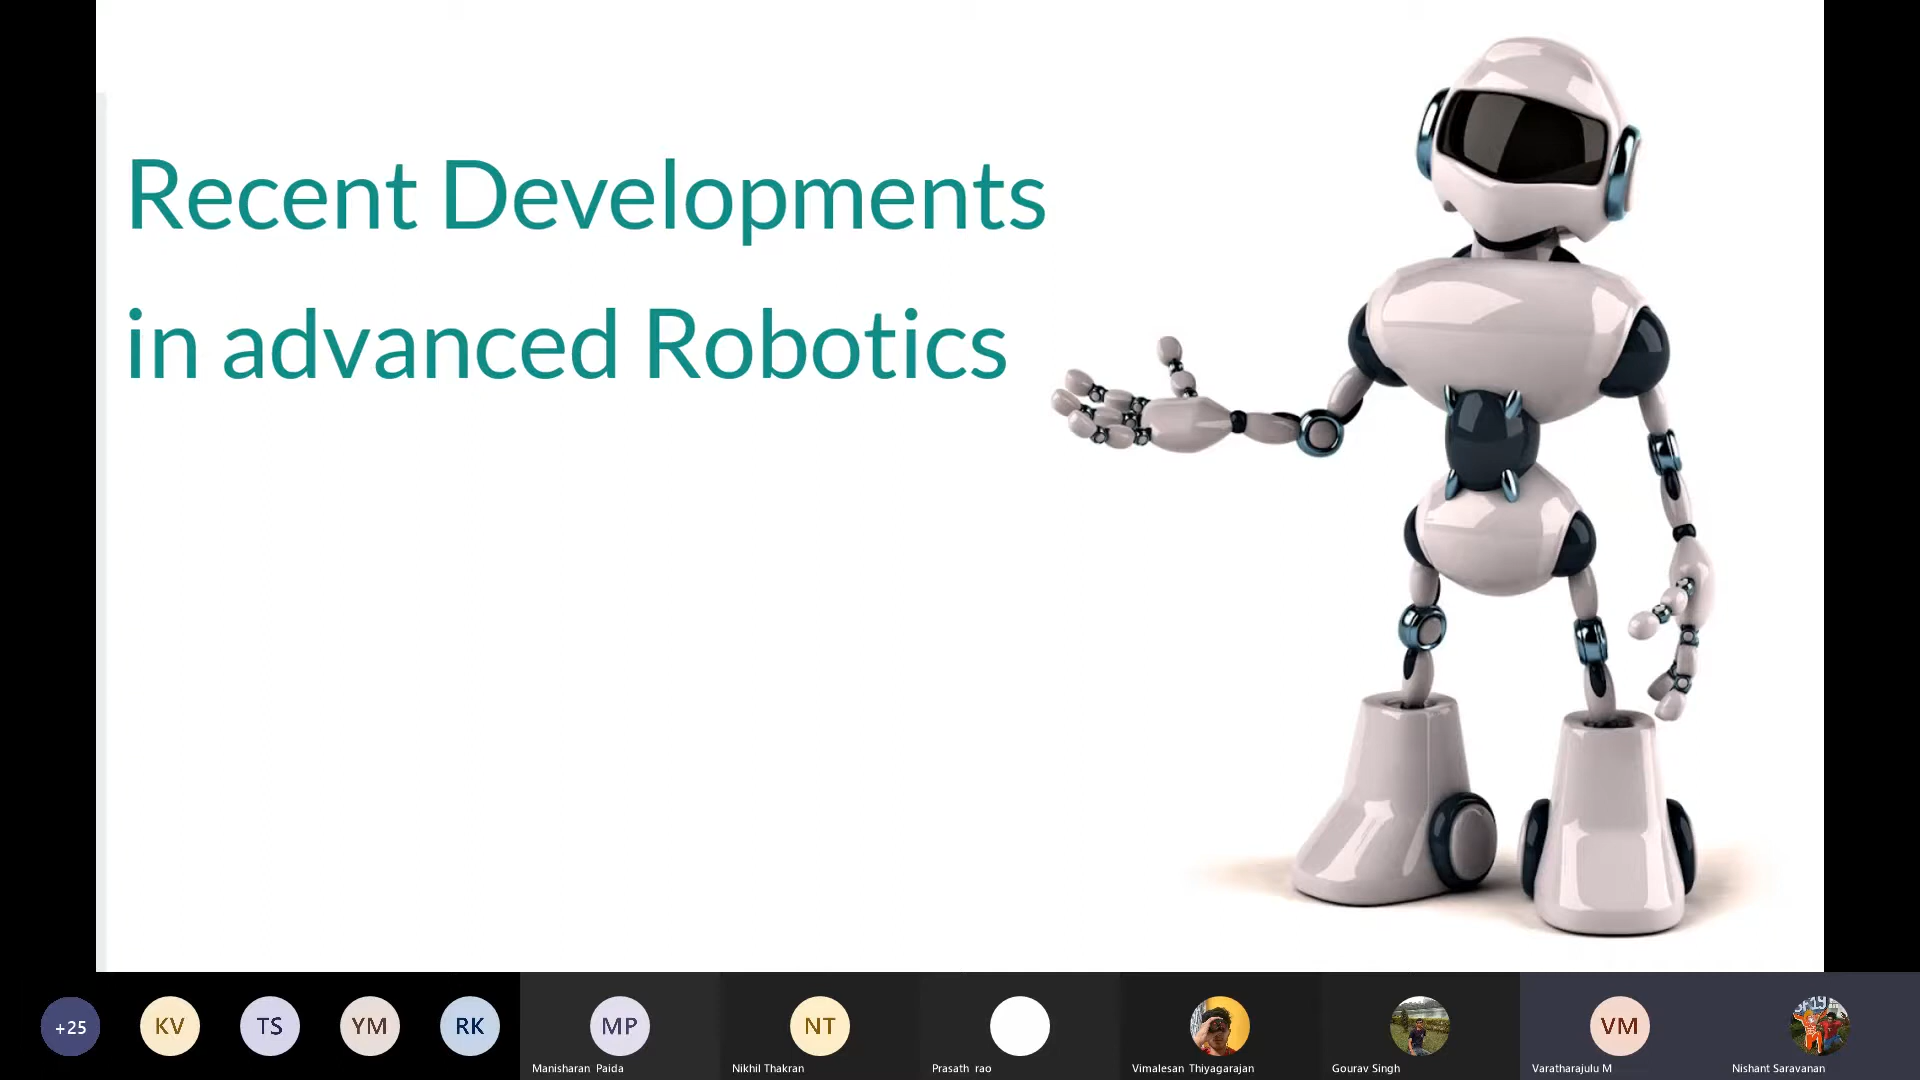 Recent Developments
in advanced Robotics
+25
KV
TS
YM
RK
MP
NT
VM
Manisharan Paida
Nikhil Thakran
Prasath rao
Vimalesan Thiyagarajan
Gourav Singh
Varatharajulu M
Nishant Saravanan